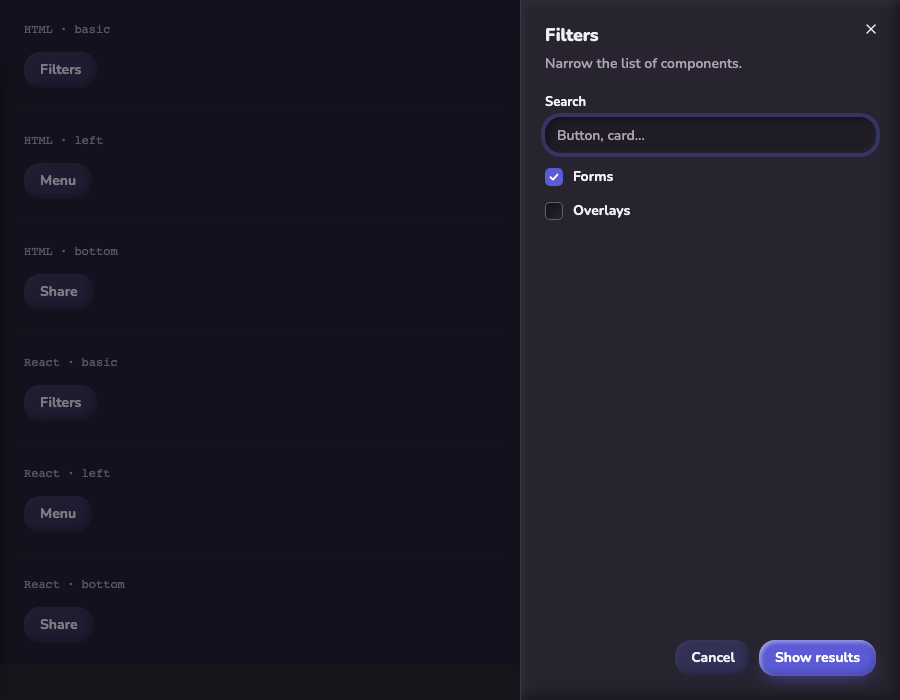 HTML · basic
Filters
HTML · left
Menu
HTML · bottom
Share
React · basic
Filters
React · left
Menu
React · bottom
Share
Filters
Narrow the list of components.
Search
Button, card...
Forms
Overlays
Cancel
Show results